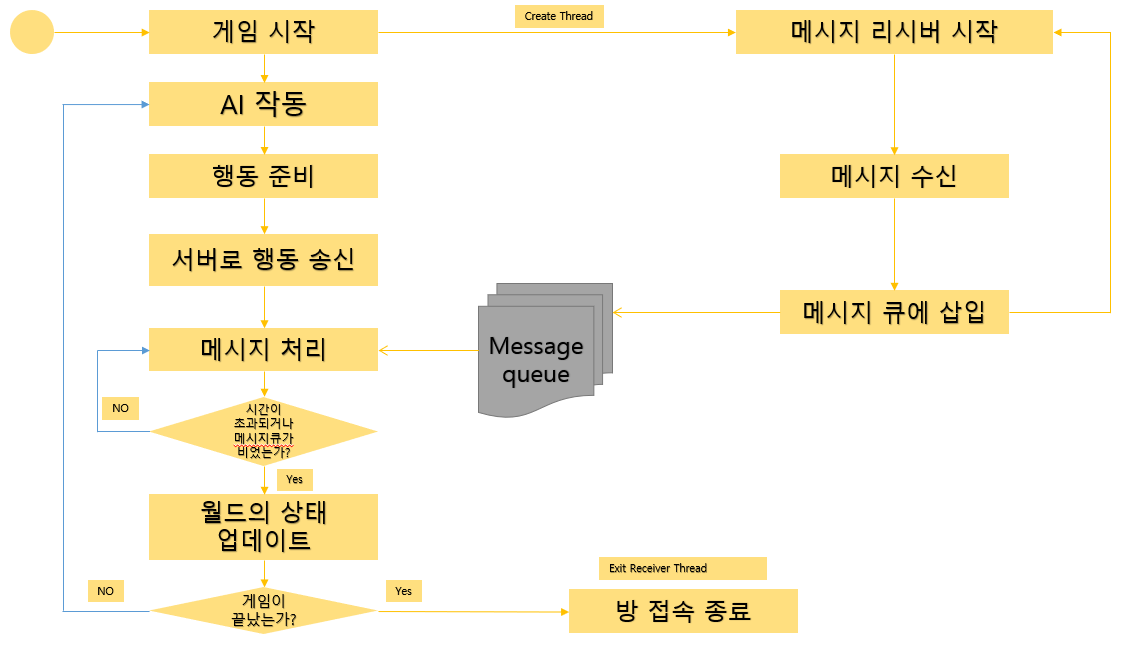 게임 시작
Create Thread
메시지 리시버 시작
AI 작동
행동 준비
메시지 수신
서버로 행동 송신
메시지 큐에 삽입
Message
queue
메시지 처리
NO
시간이
초과되거나
메시지큐가
비었는가?
Yes
월드의 상태
업데이트
NO
게임이
끝났는가?
Yes
Exit Receiver Thread
방 접속 종료